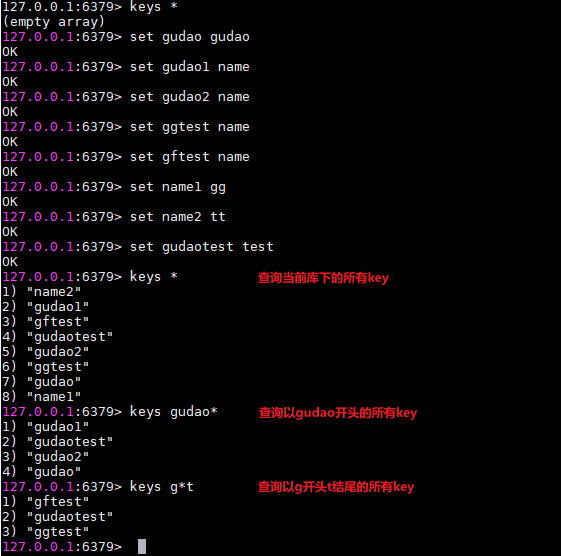 127.0.0.1:6379> keys *
(empty array)
127.0.0.1:6379> set gudao gudao
OK
127.0.0.1:6379> set gudao1 name
OK
127.0.0.1:6379> set gudao2 name
OK
127.0.0.1:6379> set ggtest name
OK
127.0.0.1:6379> set gftest name
OK
127.0.0.1:6379> set name1 gg
OK
127.0.0.1:6379> set name2 tt
OK
127.0.0.1:6379> set gudaotest test
OK
127.0.0.1:6379> keys * 查询当前库下的所有key
1) "name2"
2) "gudao1"
3) "gftest"
4) "gudaotest"
5) "gudao2"
6) "ggtest"
7) "gudao"
8) "name1"
127.0.0.1:6379> keys gudao* 查询以gudao开头的所有key
1) "gudao1"
2) "gudaotest"
3) "gudao2"
4) "gudao"
127.0.0.1:6379> keys g*t 查询以g开头t结尾的所有key
1) "gftest"
2) "gudaotest"
3) "ggtest"
127.0.0.1:6379>